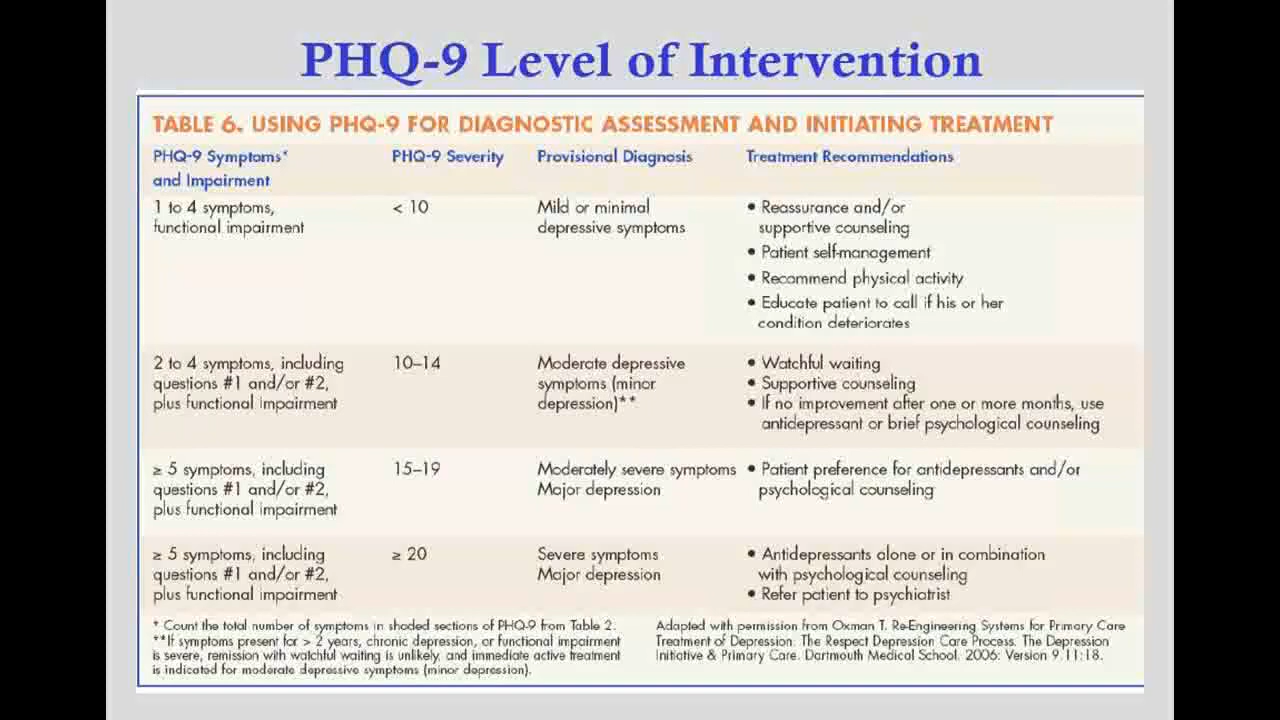 PHQ-9 Level of Intervention
TABLE 6. USING PHQ-9 FOR DIAGNOSTIC ASSESSMENT AND INITIATING TREATMENT
PHQ-9 Symptoms*
and Impairment
PHQ-9 Severity
Provisional Diagnosis
Treatment Recommendations
1 to 4 symptoms,
functional impairment
< 10
Mild or minimal
depressive symptoms
• Reassurance and/or
supportive counseling
• Patient self-management
• Recommend physical activity
• Educate patient to call if his or her
condition deteriorates
2 to 4 symptoms, including
questions #1 and/or #2,
plus functional impairment
10–14
Moderate depressive
symptoms (minor
depression)**
• Watchful waiting
• Supportive counseling
• If no improvement after one or more months, use
antidepressant or brief psychological counseling
≥ 5 symptoms, including
questions #1 and/or #2,
plus functional impairment
15–19
Moderately severe symptoms
Major depression
• Patient preference for antidepressants and/or
psychological counseling
≥ 5 symptoms, including
questions #1 and/or #2,
plus functional impairment
≥ 20
Severe symptoms
Major depression
• Antidepressants alone or in combination
with psychological counseling
• Refer patient to psychiatrist
* Count the total number of symptoms in shaded sections of PHQ-9 from Table 2.
**If symptoms present for > 2 years, chronic depression, or functional impairment
is severe, remission with watchful waiting is unlikely, and immediate active treatment
is indicated for moderate depressive symptoms (minor depression).
Adapted with permission from Oxman T. Re-Engineering Systems for Primary Care
Treatment of Depression: The Respect Depression Care Process. The Depression
Initiative & Primary Care. Dartmouth Medical School. 2006: Version 9.11:18.